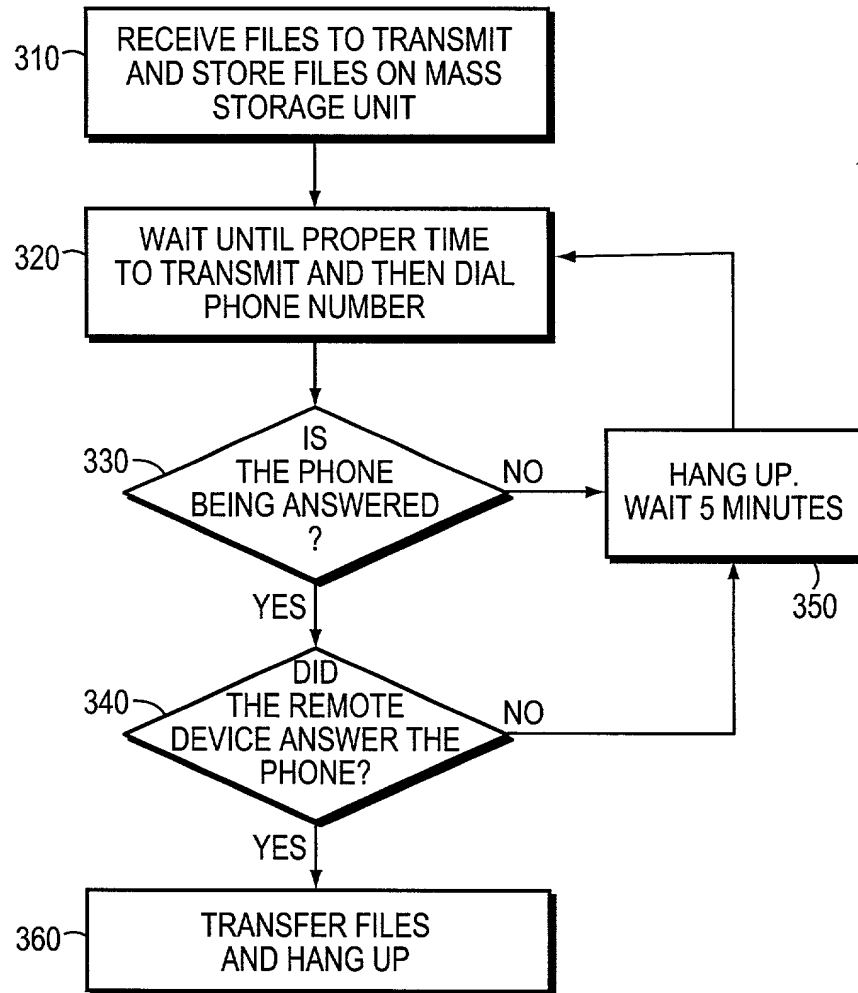 310
RECEIVE FILES TO TRANSMIT
AND STORE FILES ON MASS
STORAGE UNIT
320
WAIT UNTIL PROPER TIME
TO TRANSMIT AND THEN DIAL
PHONE NUMBER
330
IS
THE PHONE
BEING ANSWERED
?
NO
HANG UP.
WAIT 5 MINUTES
350
YES
340
DID
THE REMOTE
DEVICE ANSWER THE
PHONE?
NO
YES
360
TRANSFER FILES
AND HANG UP